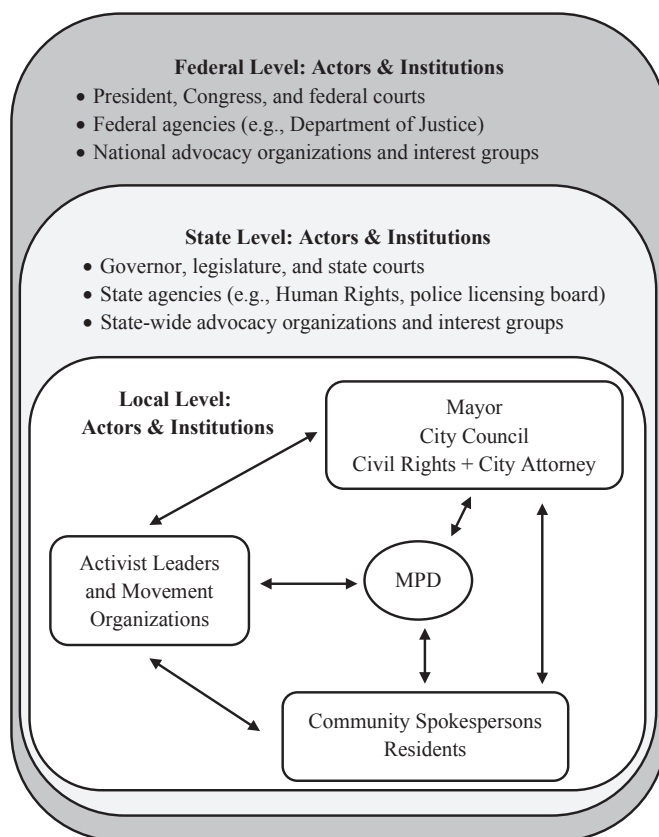 Federal Level: Actors & Institutions
• President, Congress, and federal courts
• Federal agencies (e.g., Department of Justice)
• National advocacy organizations and interest groups
State Level: Actors & Institutions
• Governor, legislature, and state courts
• State agencies (e.g., Human Rights, police licensing board)
• State-wide advocacy organizations and interest groups
Local Level:
Actors & Institutions
Mayor
City Council
Civil Rights + City Attorney
Activist Leaders
and Movement
Organizations
MPD
Community Spokespersons
Residents